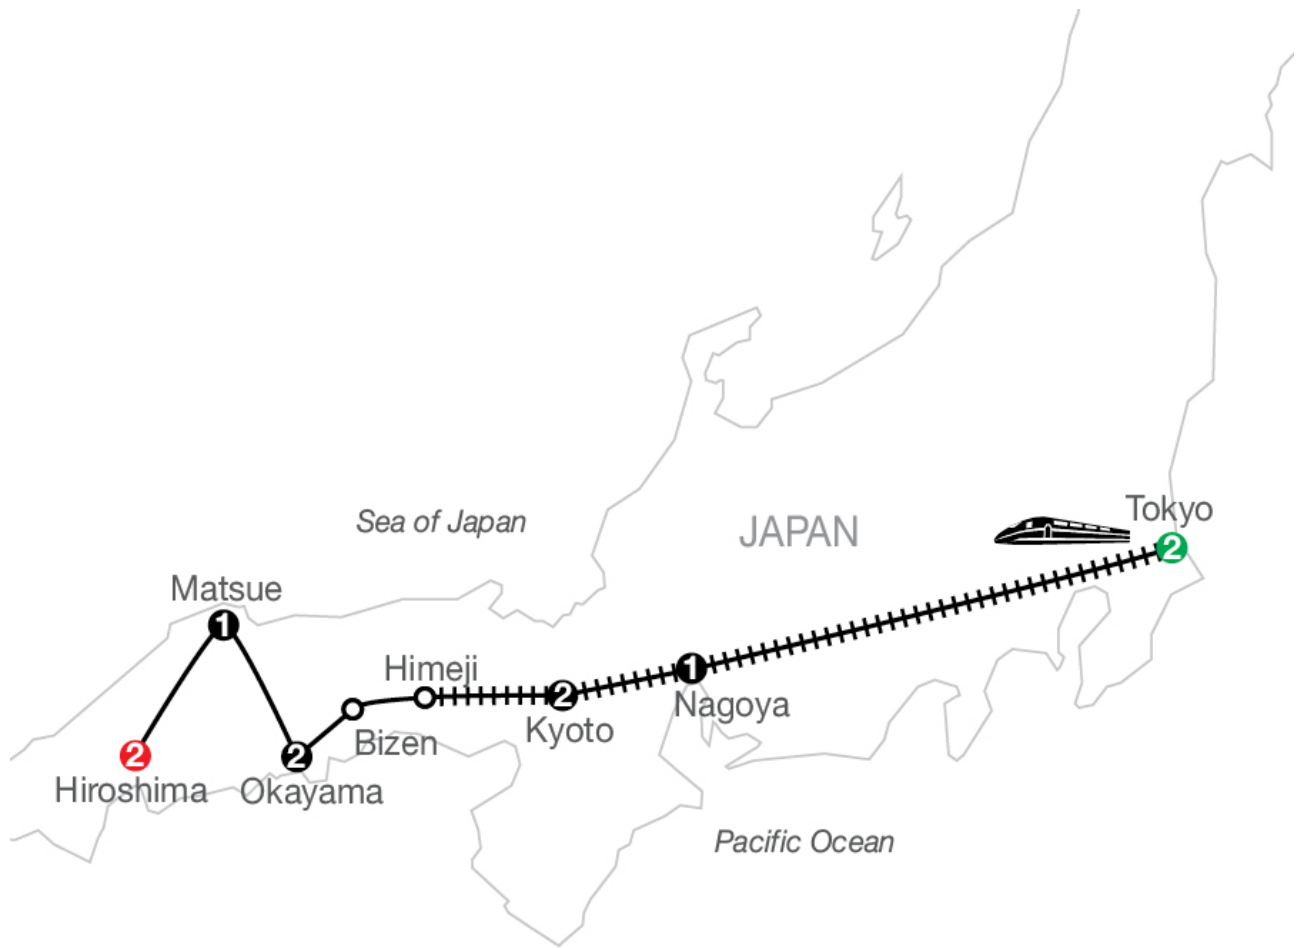 Sea of Japan
JAPAN
Tokyo
2
Matsue
1
Himeji
1
2
Nagoya
Kyoto
Bizen
2
2
Hiroshima
Okayama
Pacific Ocean